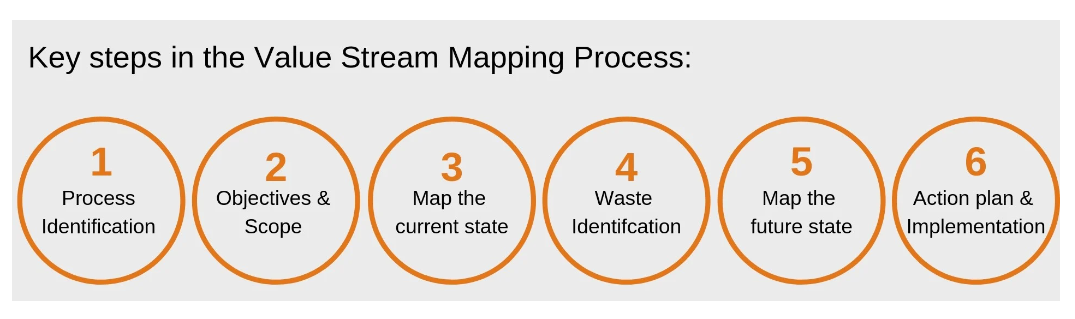 Key steps in the Value Stream Mapping Process:
1
Process
Identification
2
Objectives &
Scope
3
Map the
current state
4
Waste
Identifcation
5
Map the
future state
6
Action plan &
Implementation